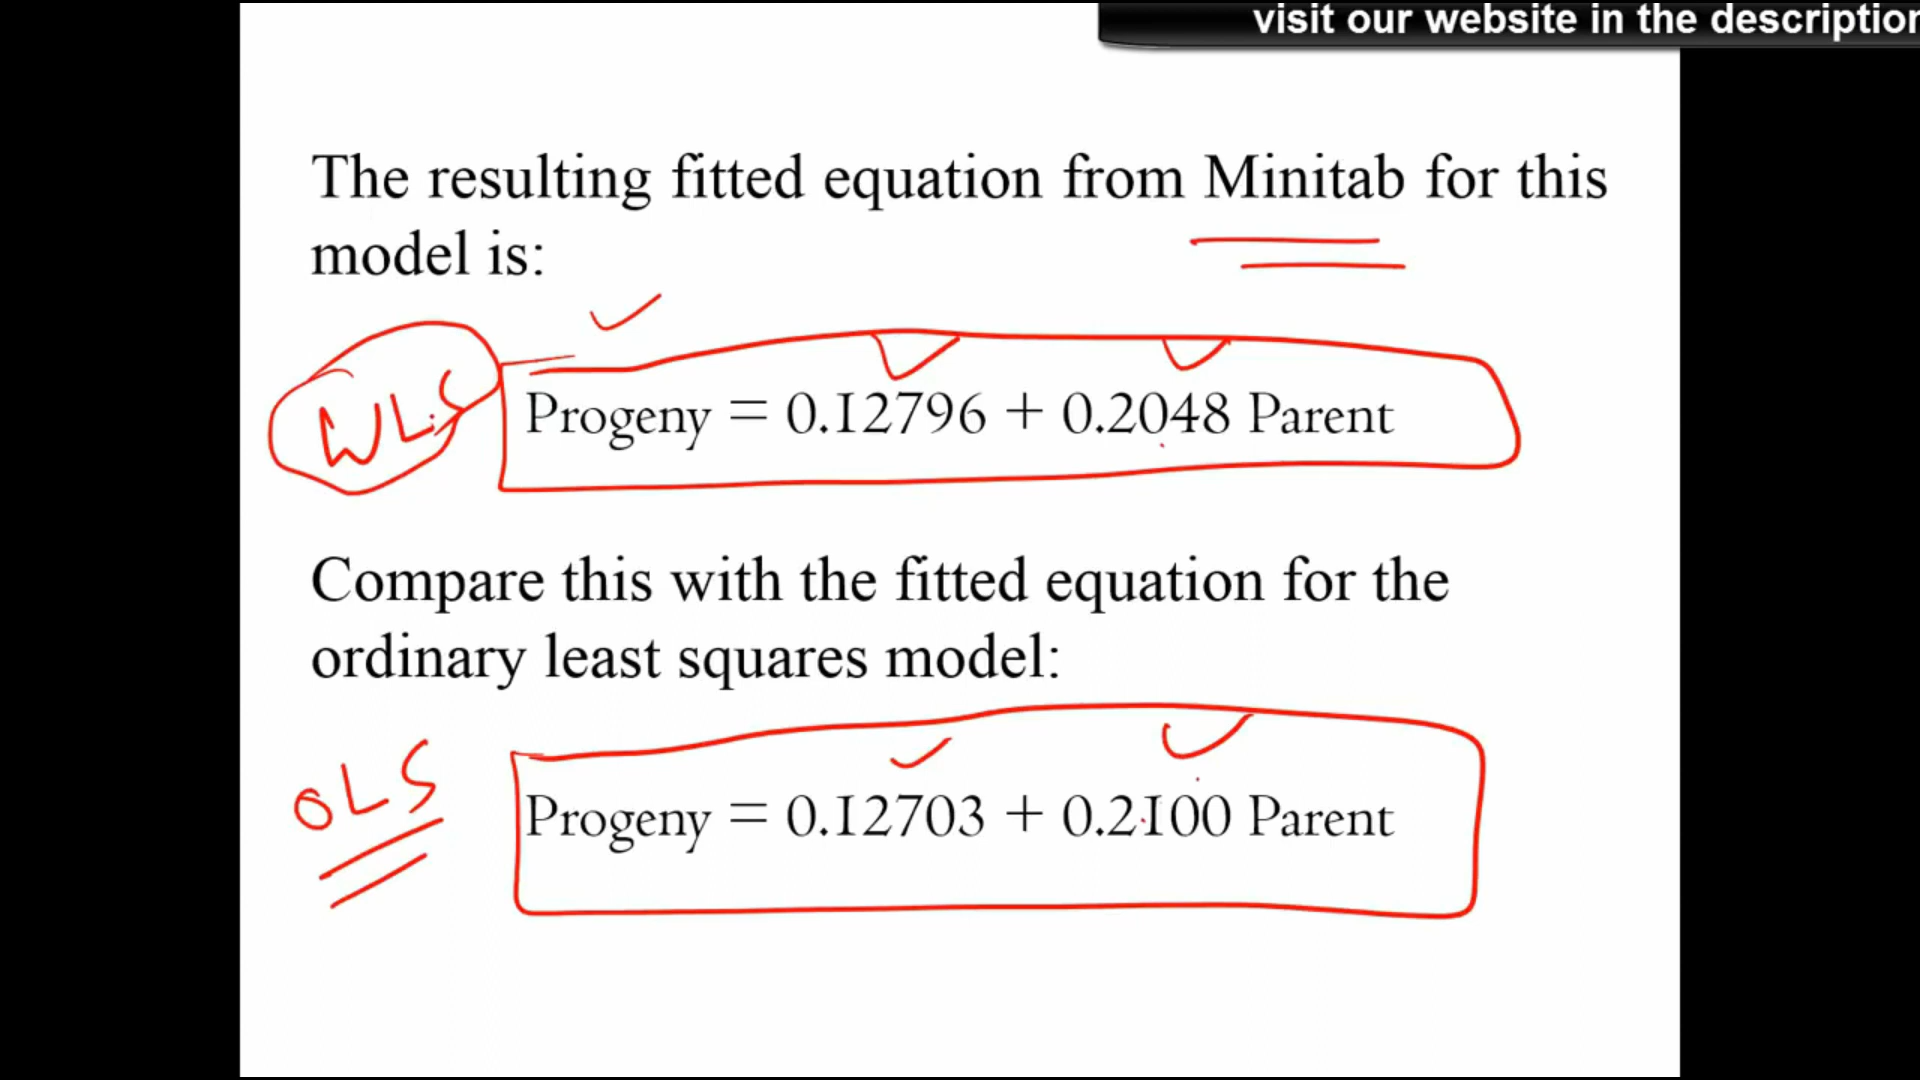 visit our website in the description
The resulting fitted equation from Minitab for this
model is:
WLS
Progeny = 0.12796 + 0.2048 Parent
Compare this with the fitted equation for the
ordinary least squares model:
OLS
Progeny = 0.12703 + 0.2100 Parent